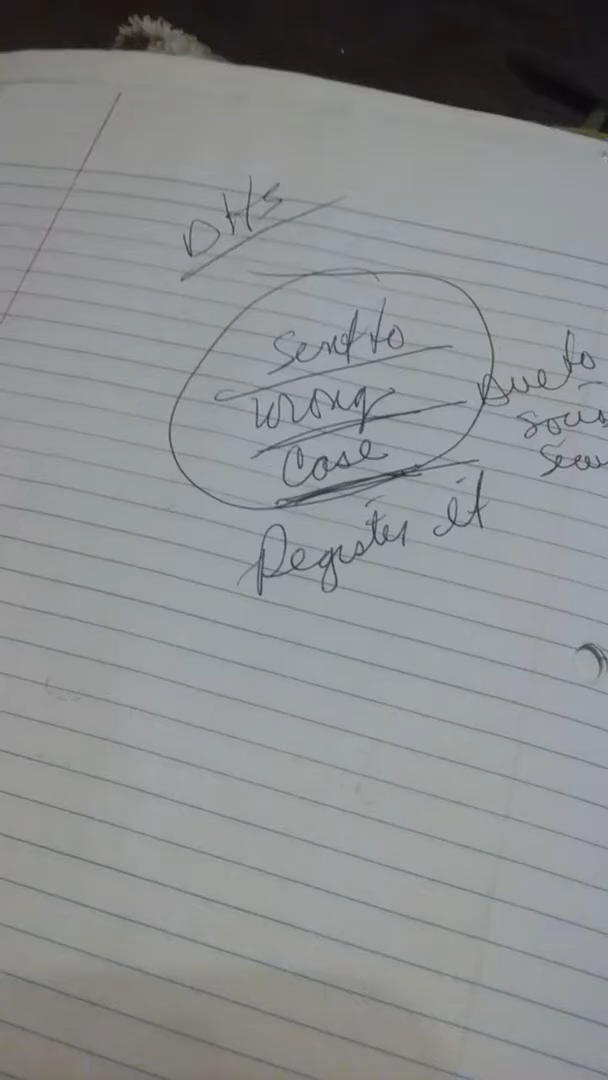 DHS
Sent to
wrong
Case
Due to
Register it